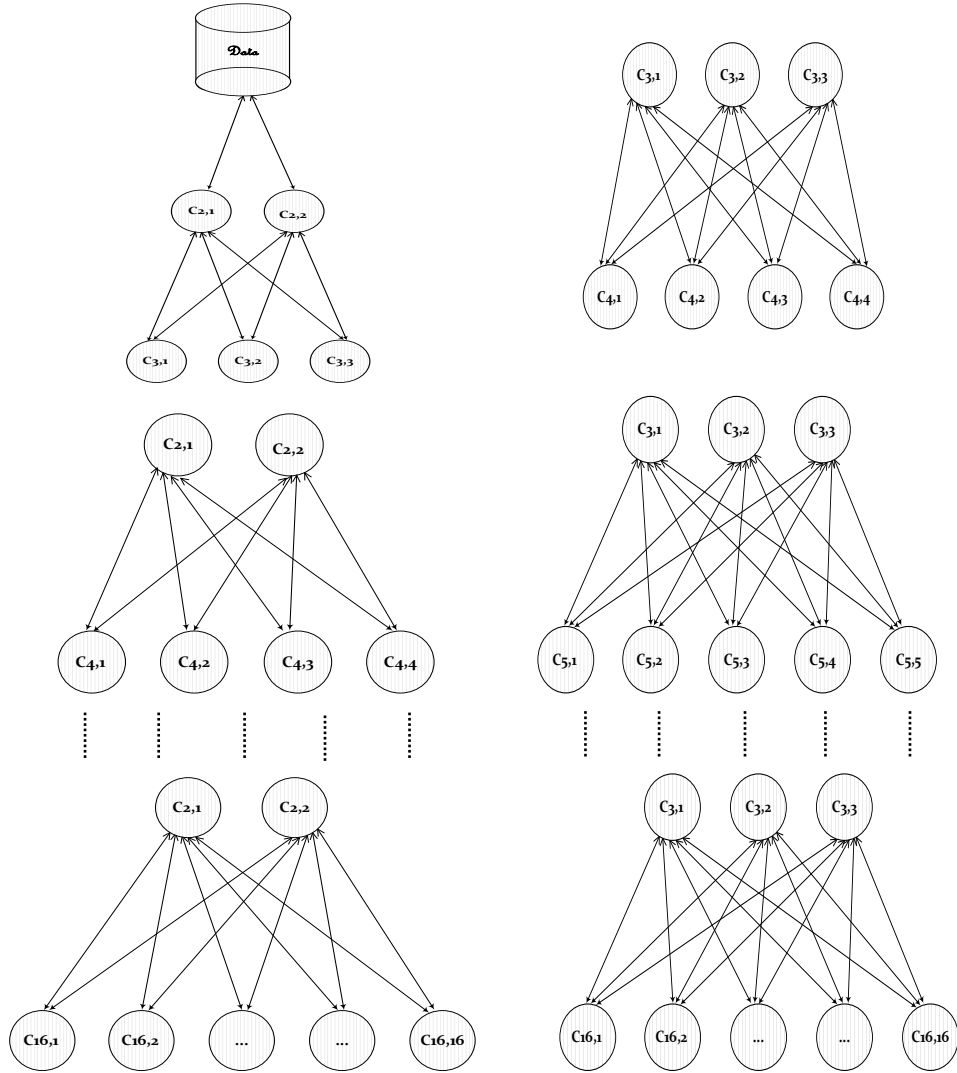 Data
C2,1 C2,2
C3,1 C3,2 C3,3
C3,1 C3,2 C3,3
C4,1 C4,2 C4,3 C4,4
C2,1 C2,2
C4,1 C4,2 C4,3 C4,4
C3,1 C3,2 C3,3
C5,1 C5,2 C5,3 C5,4 C5,5
C2,1 C2,2
C16,1 C16,2 ... ... C16,16
C3,1 C3,2 C3,3
C16,1 C16,2 ... ... C16,16